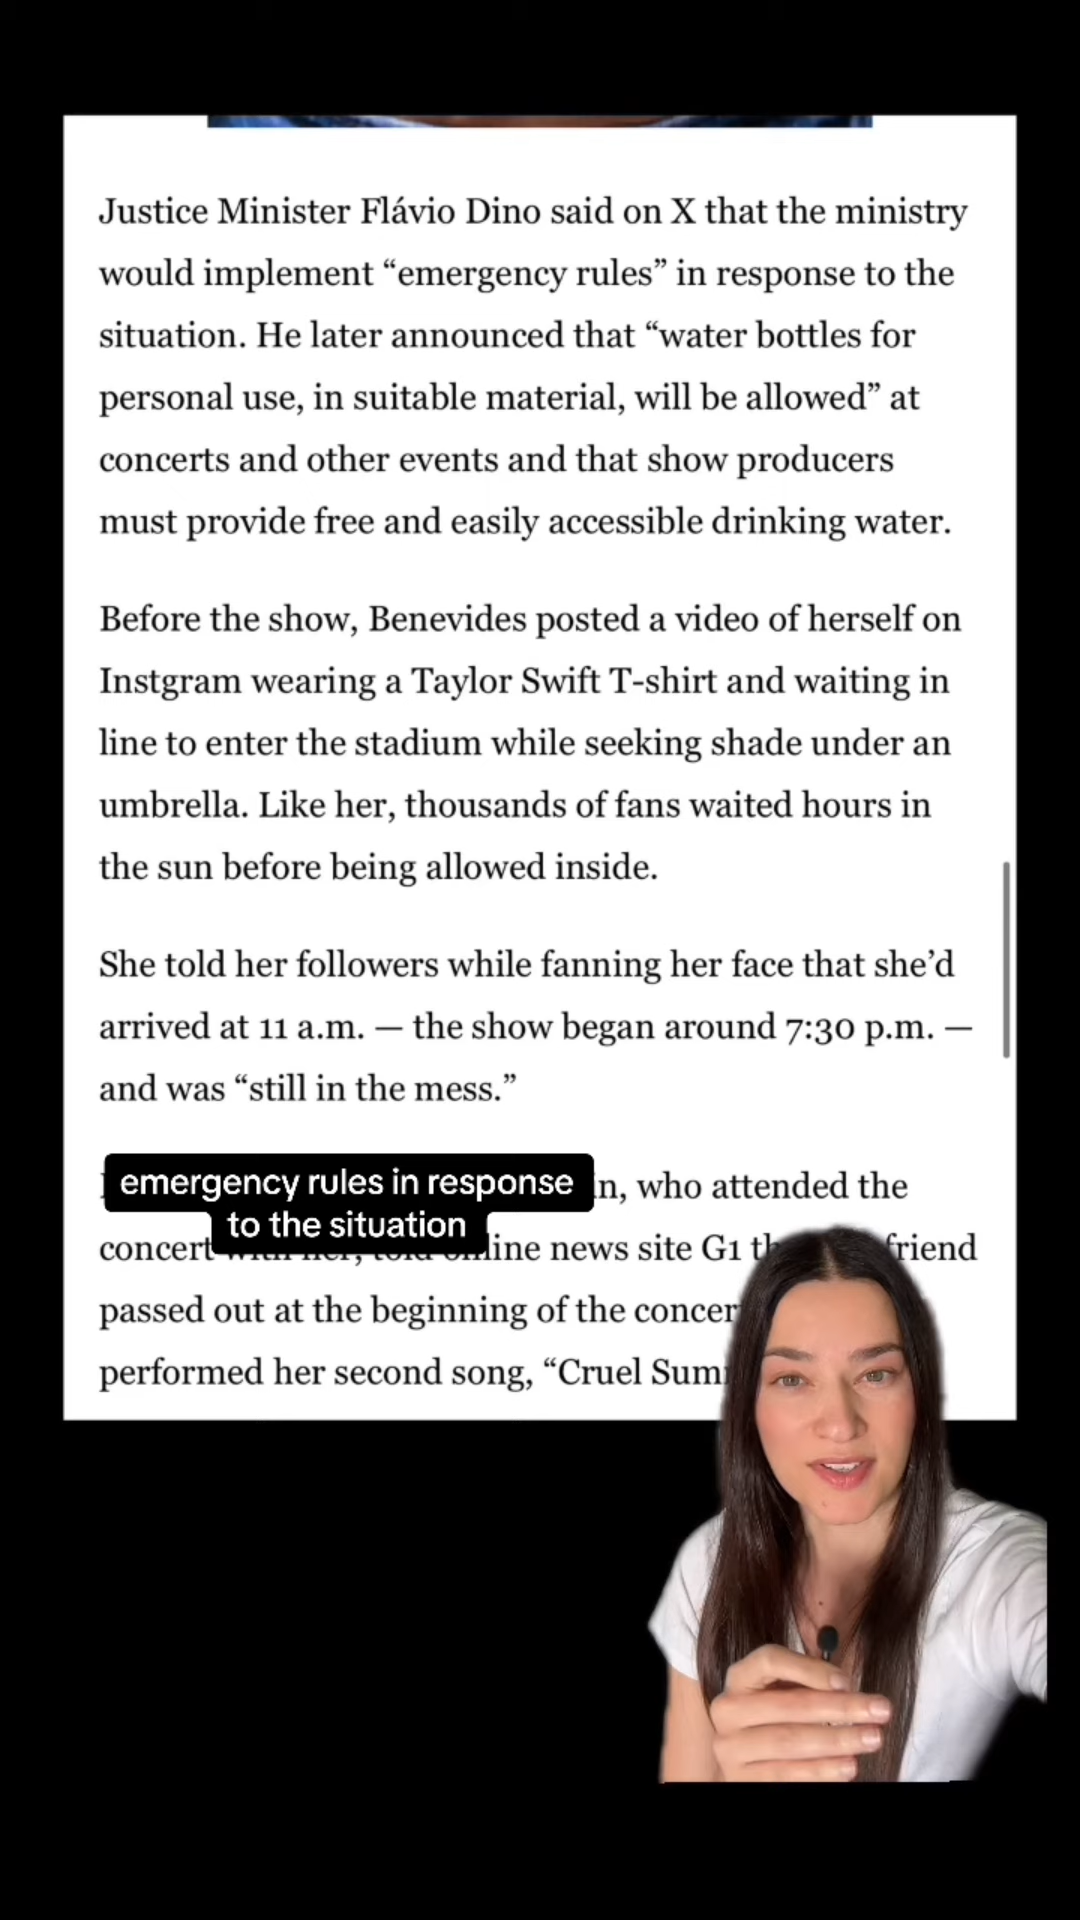 Justice Minister Flávio Dino said on X that the ministry
would implement “emergency rules” in response to the
situation. He later announced that “water bottles for
personal use, in suitable material, will be allowed” at
concerts and other events and that show producers
must provide free and easily accessible drinking water.
Before the show, Benevides posted a video of herself on
Instgram wearing a Taylor Swift T-shirt and waiting in
line to enter the stadium while seeking shade under an
umbrella. Like her, thousands of fans waited hours in
the sun before being allowed inside.
She told her followers while fanning her face that she’d
arrived at 11 a.m. — the show began around 7:30 p.m. —
and was “still in the mess.”
emergency rules in response
to the situation
who attended the
concert with her, told online news site G1 friend
passed out at the beginning of the
performed her second song, “Cruel